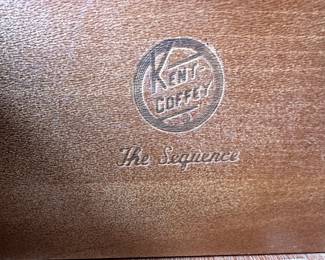 KENT-
COFFEY
The Sequence